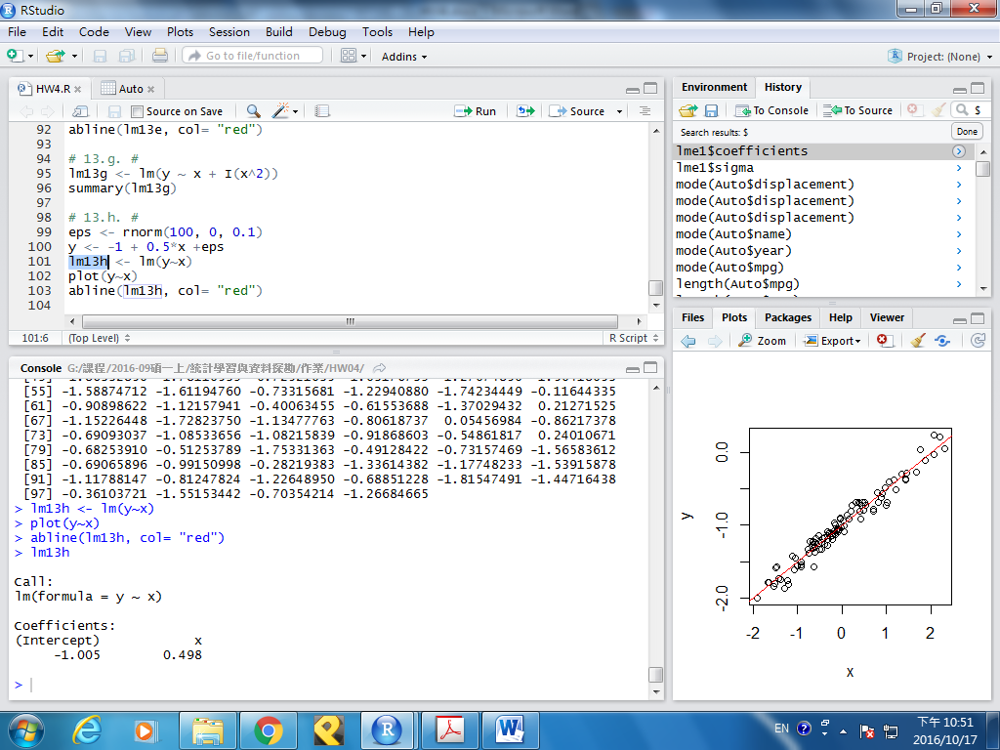 RStudio
File Edit Code View Plots Session Build Debug Tools Help
Go to file/function Addins Project: (None)
HW4.R Auto
Source on Save Run Source
92 abline(lm13e, col= "red")
93
94 # 13.g. #
95 lm13g <- lm(y ~ x + I(x^2))
96 summary(lm13g)
97
98 # 13.h. #
99 eps <- rnorm(100, 0, 0.1)
100 y <- -1 + 0.5*x +eps
101 lm13h <- lm(y~x)
102 plot(y~x)
103 abline(lm13h, col= "red")
104
101:6 (Top Level) R Script
Console G:/課程/2016-09碩一上/統計學習與資料探勘/作業/HW04/
[55] -1.58874712 -1.61194760 -0.73315681 -1.22940880 -1.74234449 -0.11644335
[61] -0.90898622 -1.12157941 -0.40063455 -0.61553688 -1.37029432 0.21271525
[67] -1.15226448 -1.72823750 -1.13477763 -0.80618737 0.05456984 -0.86217378
[73] -0.69093037 -1.08533656 -1.08215839 -0.91868603 -0.54861817 0.24010671
[79] -0.68253910 -0.51253789 -1.75331363 -0.49128422 -0.73157469 -1.56583612
[85] -0.69065896 -0.99150998 -0.28219383 -1.33614382 -1.17748233 -1.53915878
[91] -1.11788147 -0.81247824 -1.22648950 -0.68851228 -1.81547491 -1.44716438
[97] -0.36103721 -1.55153442 -0.70354214 -1.26684665
> lm13h <- lm(y~x)
> plot(y~x)
> abline(lm13h, col= "red")
> lm13h
Call:
lm(formula = y ~ x)
Coefficients:
(Intercept) x
-1.005 0.498
>
Environment History
To Console To Source $
Search results: $ Done
lme1$coefficients
lme1$sigma
mode(Auto$displacement)
mode(Auto$displacement)
mode(Auto$displacement)
mode(Auto$name)
mode(Auto$year)
mode(Auto$mpg)
length(Auto$mpg)
Files Plots Packages Help Viewer
Zoom Export
0.0
-1.0
-2.0
y
-2 -1 0 1 2
x
EN
下午 10:51
2016/10/17